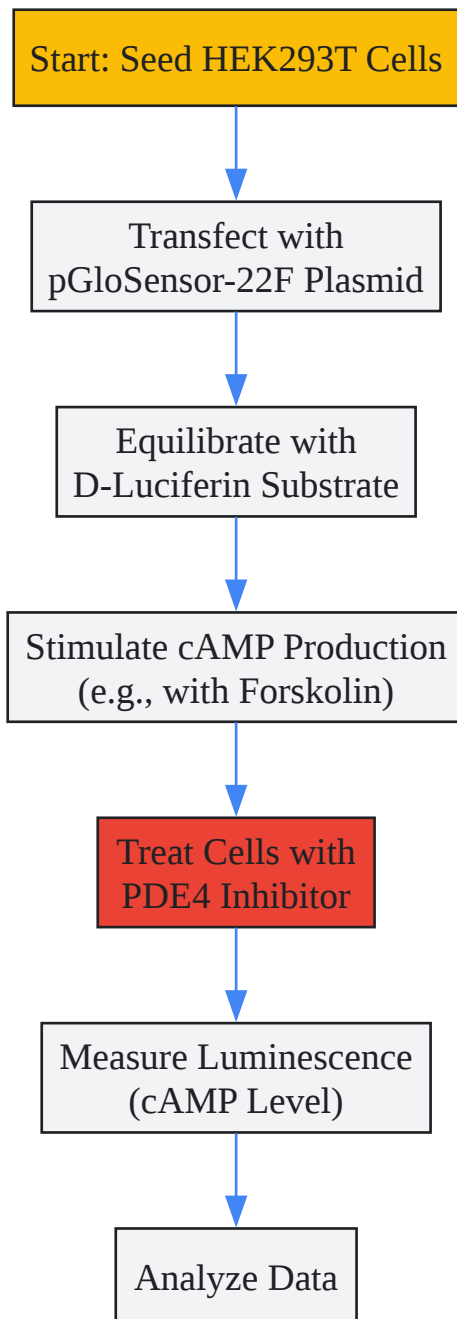 Start: Seed HEK293T Cells
Transfect with
pGloSensor-22F Plasmid
Equilibrate with
D-Luciferin Substrate
Stimulate cAMP Production
(e.g., with Forskolin)
Treat Cells with
PDE4 Inhibitor
Measure Luminescence
(cAMP Level)
Analyze Data